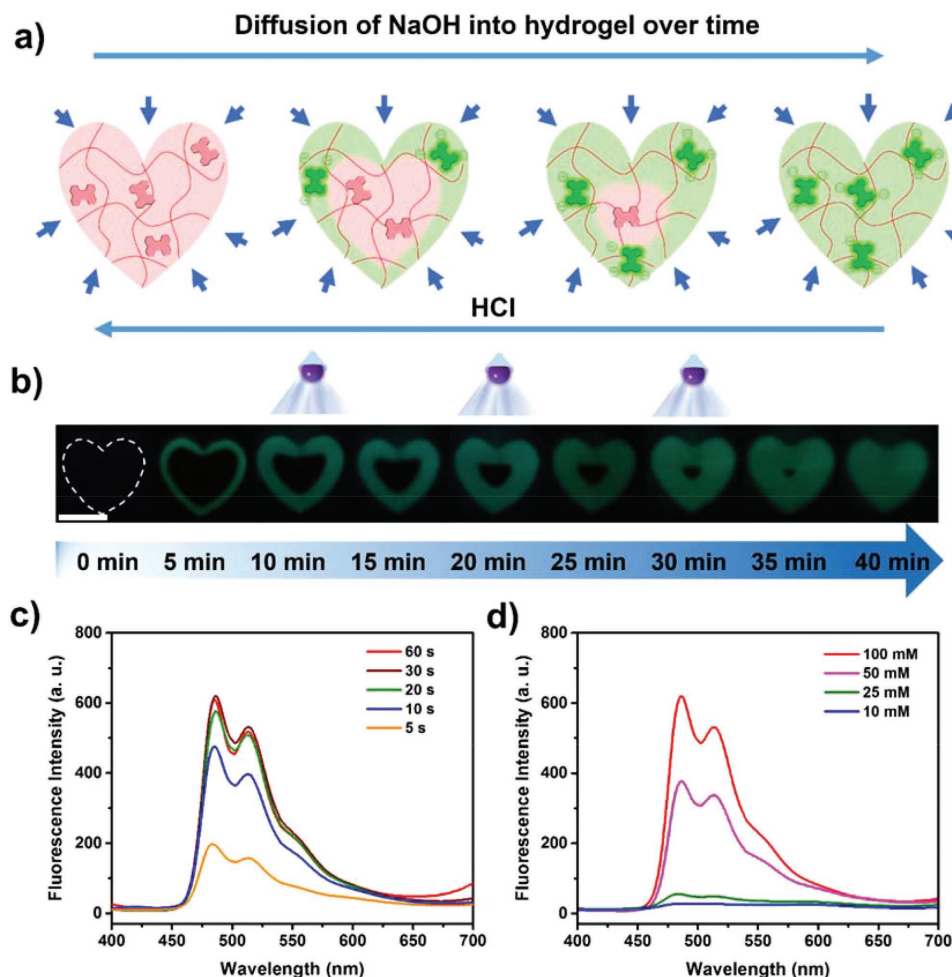 a)
Diffusion of NaOH into hydrogel over time
HCl
b)
0 min 5 min 10 min 15 min 20 min 25 min 30 min 35 min 40 min
c)
800
600
400
200
0
Fluorescence Intensity (a. u.)
60 s
30 s
20 s
10 s
5 s
400 450 500 550 600 650 700
Wavelength (nm)
d)
800
600
400
200
0
Fluorescence Intensity (a. u.)
100 mM
50 mM
25 mM
10 mM
400 450 500 550 600 650 700
Wavelength (nm)